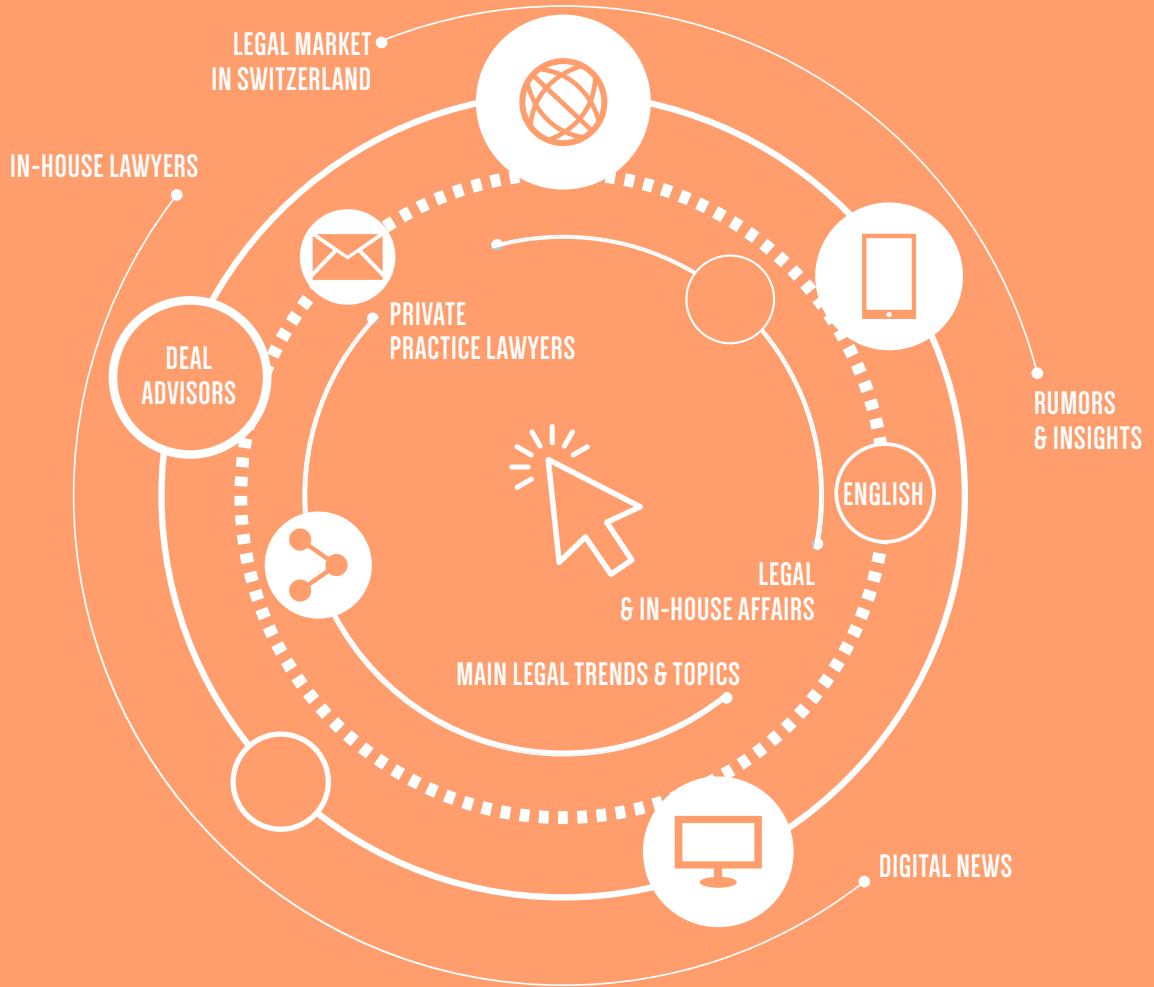 LEGAL MARKET
IN SWITZERLAND
IN-HOUSE LAWYERS
PRIVATE
PRACTICE LAWYERS
DEAL
ADVISORS
RUMORS
& INSIGHTS
ENGLISH
LEGAL
& IN-HOUSE AFFAIRS
MAIN LEGAL TRENDS & TOPICS
DIGITAL NEWS